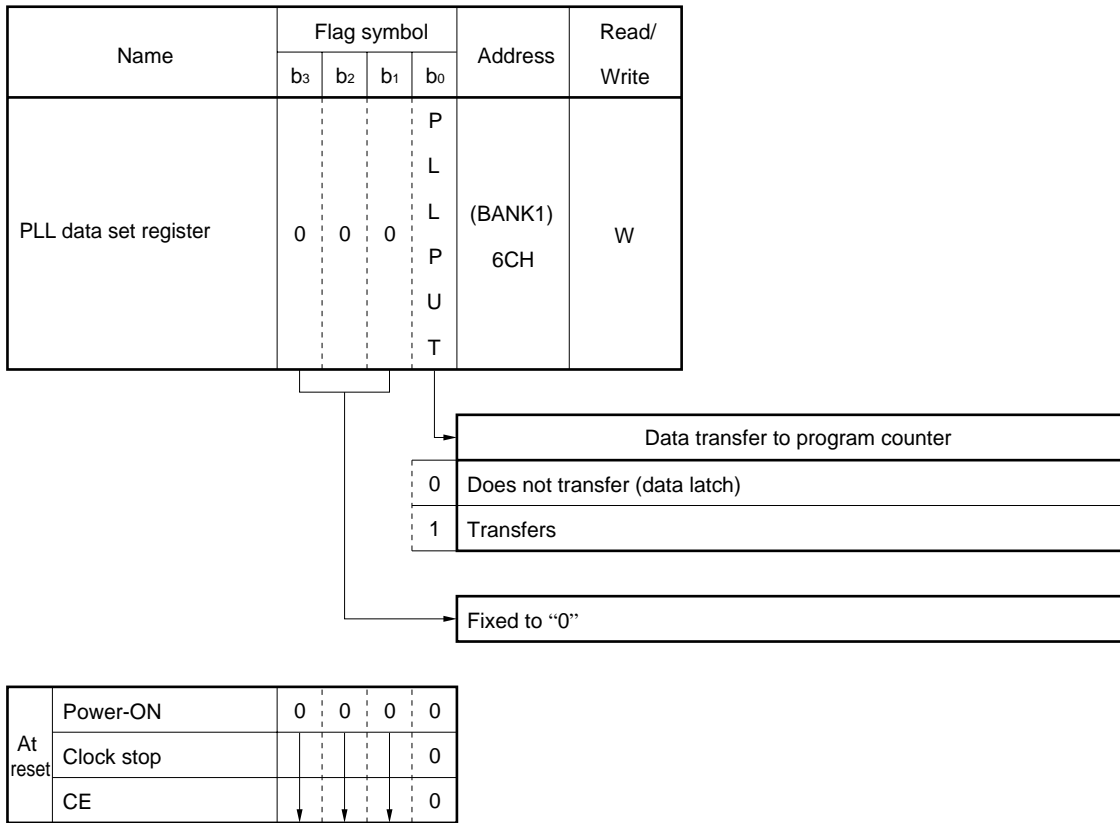 Name Flag symbol Address Read/
Write
b3 b2 b1 b0
PLL data set register 0 0 0 P
L
L
P
U
T
(BANK1)
6CH
W
Data transfer to program counter
0 Does not transfer (data latch)
1 Transfers
Fixed to “0”
At
reset
Power-ON 0 0 0 0
Clock stop 0
CE 0